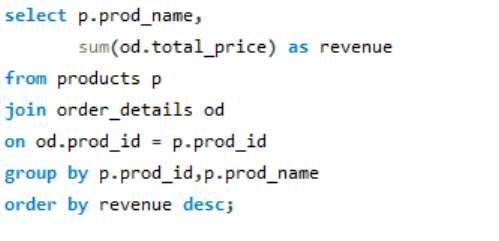 select p.prod_name,
sum(od.total_price) as revenue
from products p
join order_details od
on od.prod_id = p.prod_id
group by p.prod_id,p.prod_name
order by revenue desc;